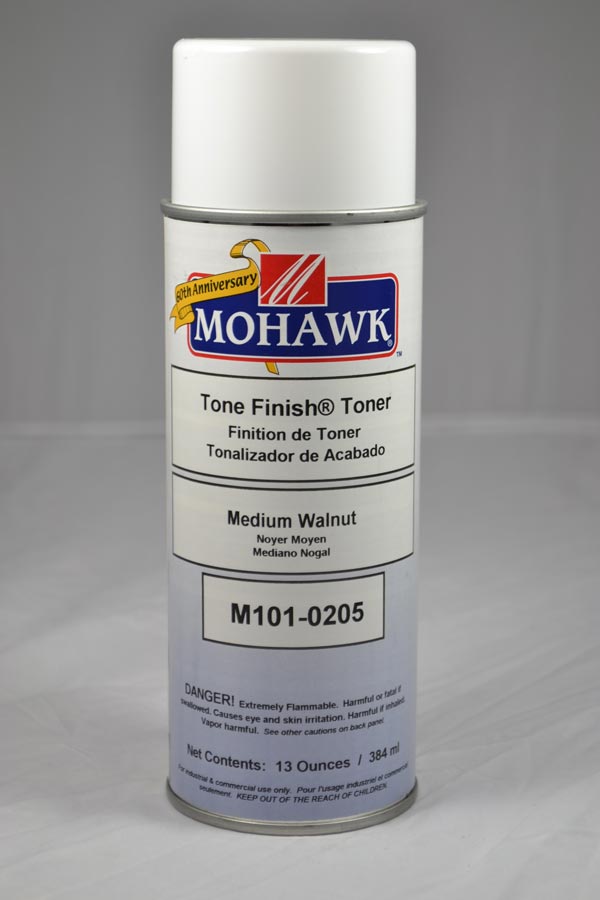 60th Anniversary
M
MOHAWK®
™
Tone Finish® Toner
Finition de Toner
Tonalizador de Acabado
Medium Walnut
Noyer Moyen
Mediano Nogal
M101-0205
DANGER! Extremely Flammable. Harmful or fatal if
swallowed. Causes eye and skin irritation. Harmful if inhaled.
Vapor harmful. See other cautions on back panel.
Net Contents: 13 Ounces / 384 ml
For industrial & commercial use only. Pour l'usage industriel et commercial
seulement. KEEP OUT OF THE REACH OF CHILDREN.